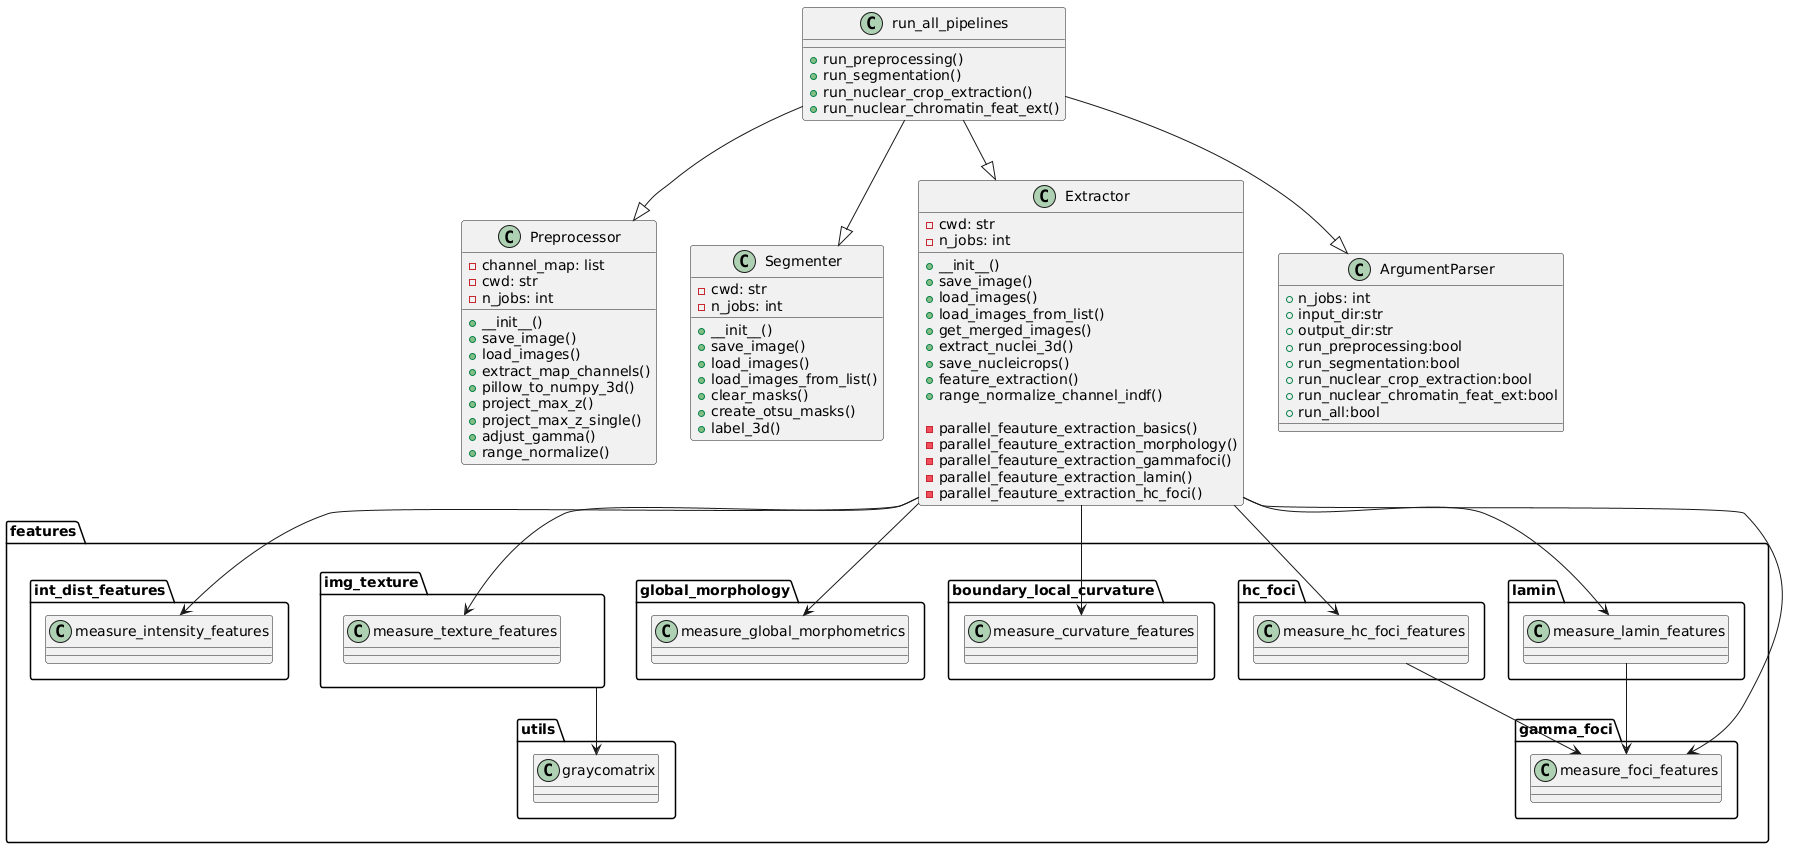 C run_all_pipelines
run_preprocessing()
run_segmentation()
run_nuclear_crop_extraction()
run_nuclear_chromatin_feat_ext()
C Preprocessor
channel_map: list
cwd: str
n_jobs: int
__init__()
save_image()
load_images()
extract_map_channels()
pillow_to_numpy_3d()
project_max_z()
project_max_z_single()
adjust_gamma()
range_normalize()
C Segmenter
cwd: str
n_jobs: int
__init__()
save_image()
load_images()
load_images_from_list()
clear_masks()
create_otsu_masks()
label_3d()
C Extractor
cwd: str
n_jobs: int
__init__()
save_image()
load_images()
load_images_from_list()
get_merged_images()
extract_nuclei_3d()
save_nucleicrops()
feature_extraction()
range_normalize_channel_indf()
parallel_feauture_extraction_basics()
parallel_feauture_extraction_morphology()
parallel_feauture_extraction_gammafoci()
parallel_feauture_extraction_lamin()
parallel_feauture_extraction_hc_foci()
C ArgumentParser
n_jobs: int
input_dir:str
output_dir:str
run_preprocessing:bool
run_segmentation:bool
run_nuclear_crop_extraction:bool
run_nuclear_chromatin_feat_ext:bool
run_all:bool
features
int_dist_features
C measure_intensity_features
img_texture
C measure_texture_features
global_morphology
C measure_global_morphometrics
boundary_local_curvature
C measure_curvature_features
hc_foci
C measure_hc_foci_features
lamin
C measure_lamin_features
utils
C graycomatrix
gamma_foci
C measure_foci_features